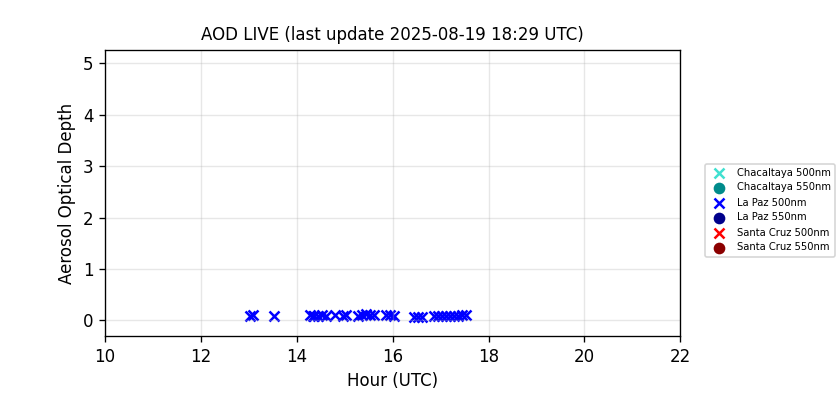 AOD LIVE (last update 2025-08-19 18:29 UTC)
Aerosol Optical Depth
5
4
3
2
1
0
10 12 14 16 18 20 22
Hour (UTC)
Chacaltaya 500nm
Chacaltaya 550nm
La Paz 500nm
La Paz 550nm
Santa Cruz 500nm
Santa Cruz 550nm